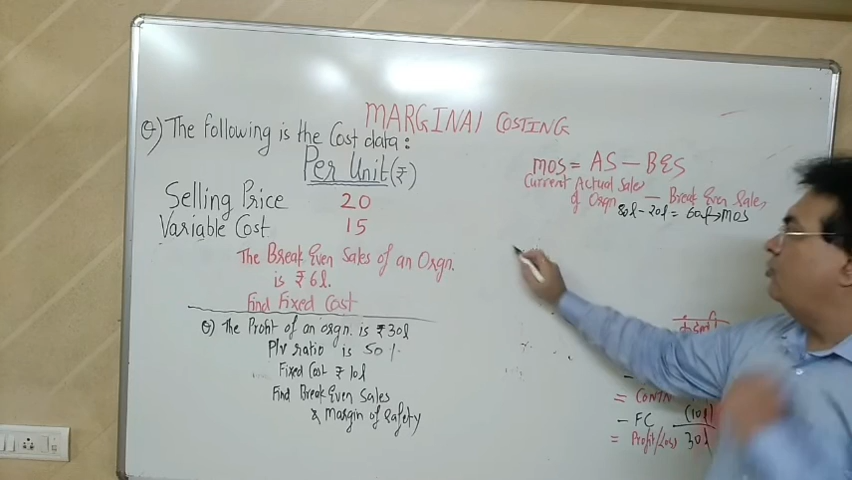 MARGINAL COSTING
Q) The Following is the Cost data:
Per Unit (₹)
Selling Price 20
Variable Cost 15
The Break Even Sales of an Orgn.
is ₹6l.
Find Fixed Cost
Q) The Profit of an orgn. is ₹30l
P/v ratio is 50%.
Fixed Cost ₹10l
Find Break Even Sales
& Margin of Safety
MOS = AS — BES
Current Actual Sales
of Orgn — Break Even Sales
80l - 20l = 60l → MOS
= CONTN
- FC (10l)
= Profit/Loss 30l